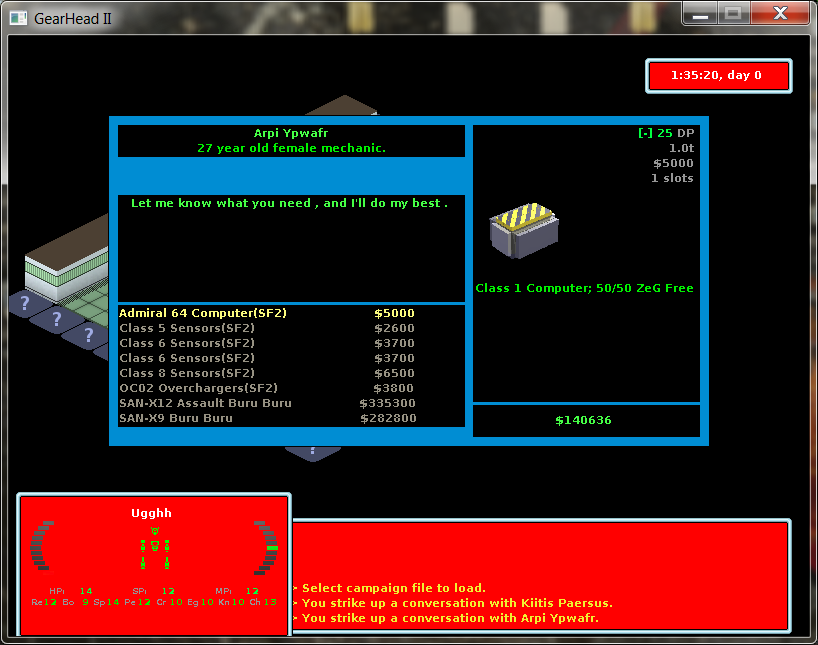 GearHead II
1:35:20, day 0
Arpi Ypwafr
27 year old female mechanic.
[-] 25 DP
1.0t
$5000
1 slots
Let me know what you need , and I'll do my best .
Class 1 Computer; 50/50 ZeG Free
Admiral 64 Computer(SF2) $5000
Class 5 Sensors(SF2) $2600
Class 6 Sensors(SF2) $3700
Class 6 Sensors(SF2) $3700
Class 8 Sensors(SF2) $6500
OC02 Overchargers(SF2) $3800
SAN-X12 Assault Buru Buru $335300
SAN-X9 Buru Buru $282800
$140636
?
?
?
?
Ugghh
HP: 14 SP: 12 MP: 12
Re12 Bo 9 Sp14 Pe12 Cr10 Eg10 Kn10 Ch13
> Select campaign file to load.
> You strike up a conversation with Kiitis Paersus.
> You strike up a conversation with Arpi Ypwafr.